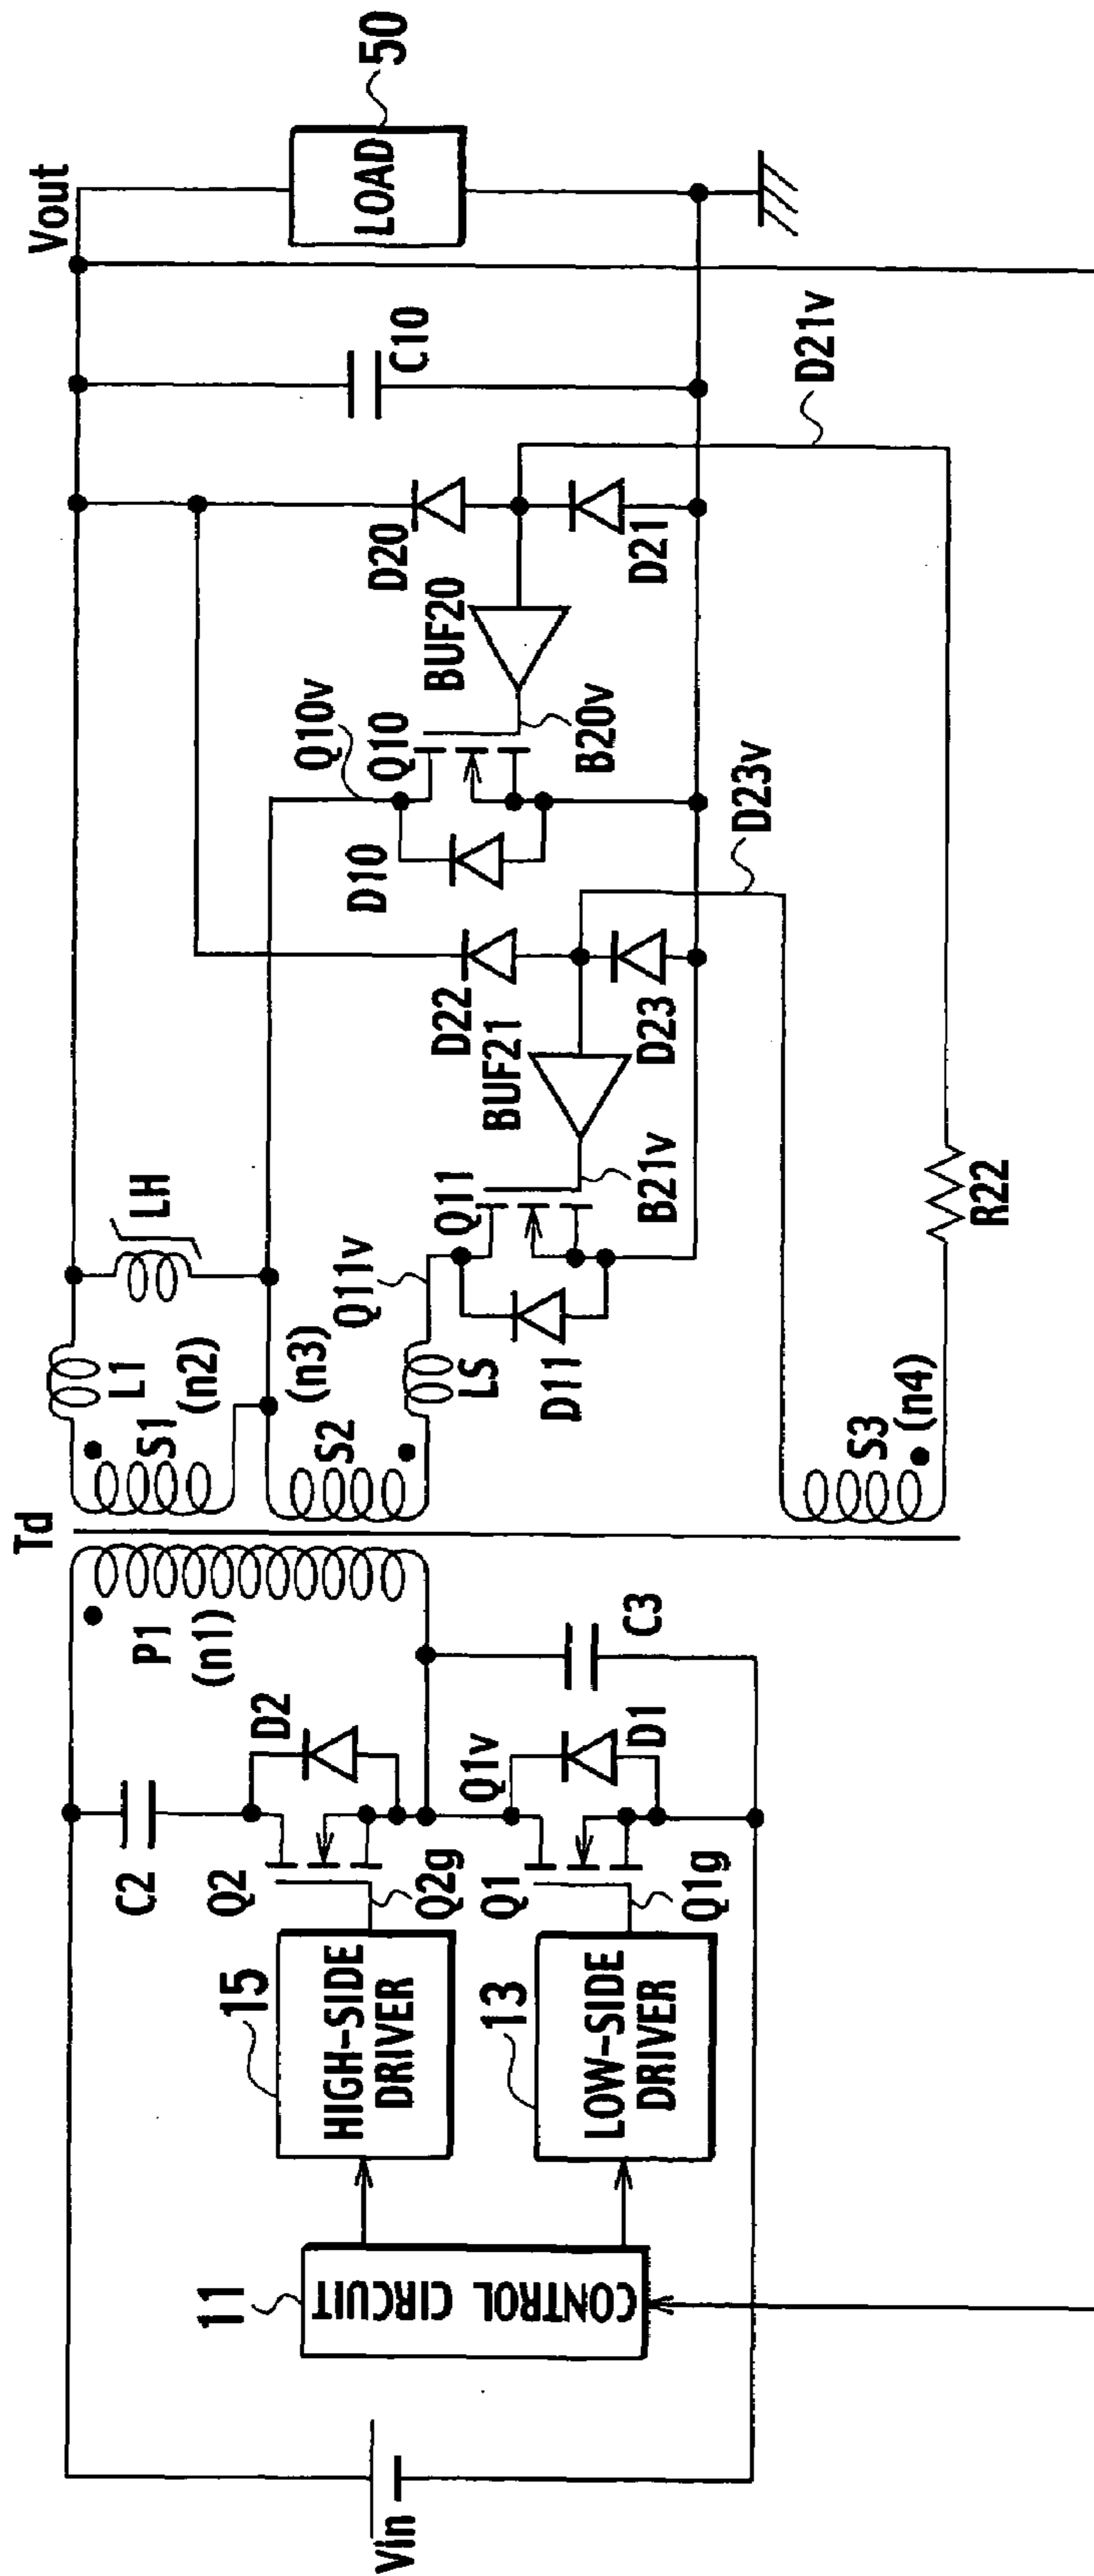 Vin
11
CONTROL CIRCUIT
15
HIGH-SIDE
DRIVER
13
LOW-SIDE
DRIVER
C2
Q2
Q2g
D2
Q1
Q1g
Q1v
D1
C3
P1
(n1)
Td
S1
(n2)
L1
LH
(n3)
S2
LS
Q11v
Q11
D11
B21v
BUF21
D22
D23
D23v
S3
(n4)
R22
Q10v
Q10
D10
B20v
BUF20
D20
D21
D21v
C10
Vout
LOAD
50